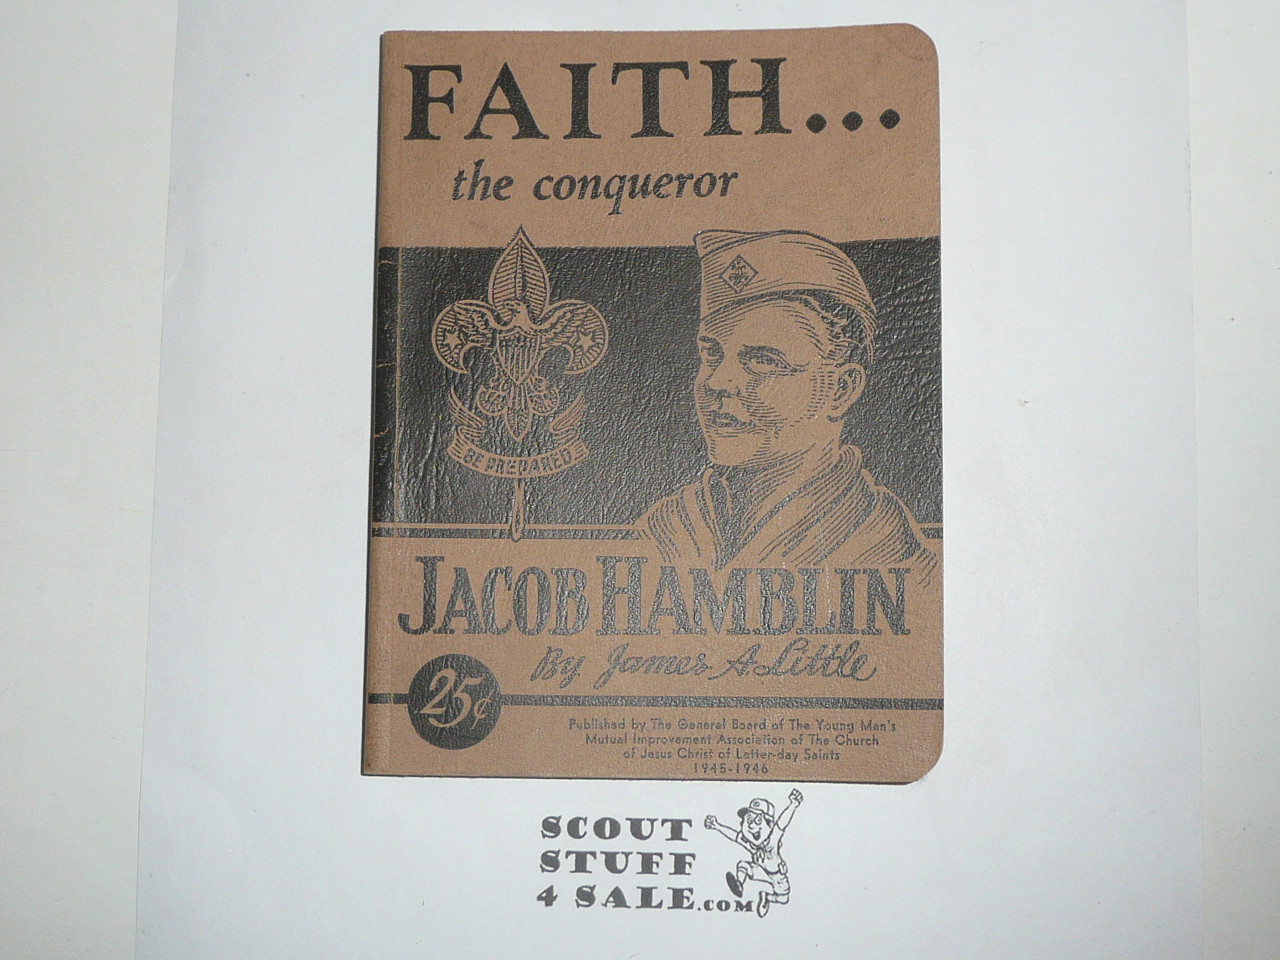 FAITH...
the conqueror
BE PREPARED
JACOB HAMBLIN
By James A Little
25¢
Published by The General Board of The Young Men's
Mutual Improvement Association of The Church
of Jesus Christ of Latter-day Saints
1945-1946
SCOUT
STUFF
4 SALE.COM